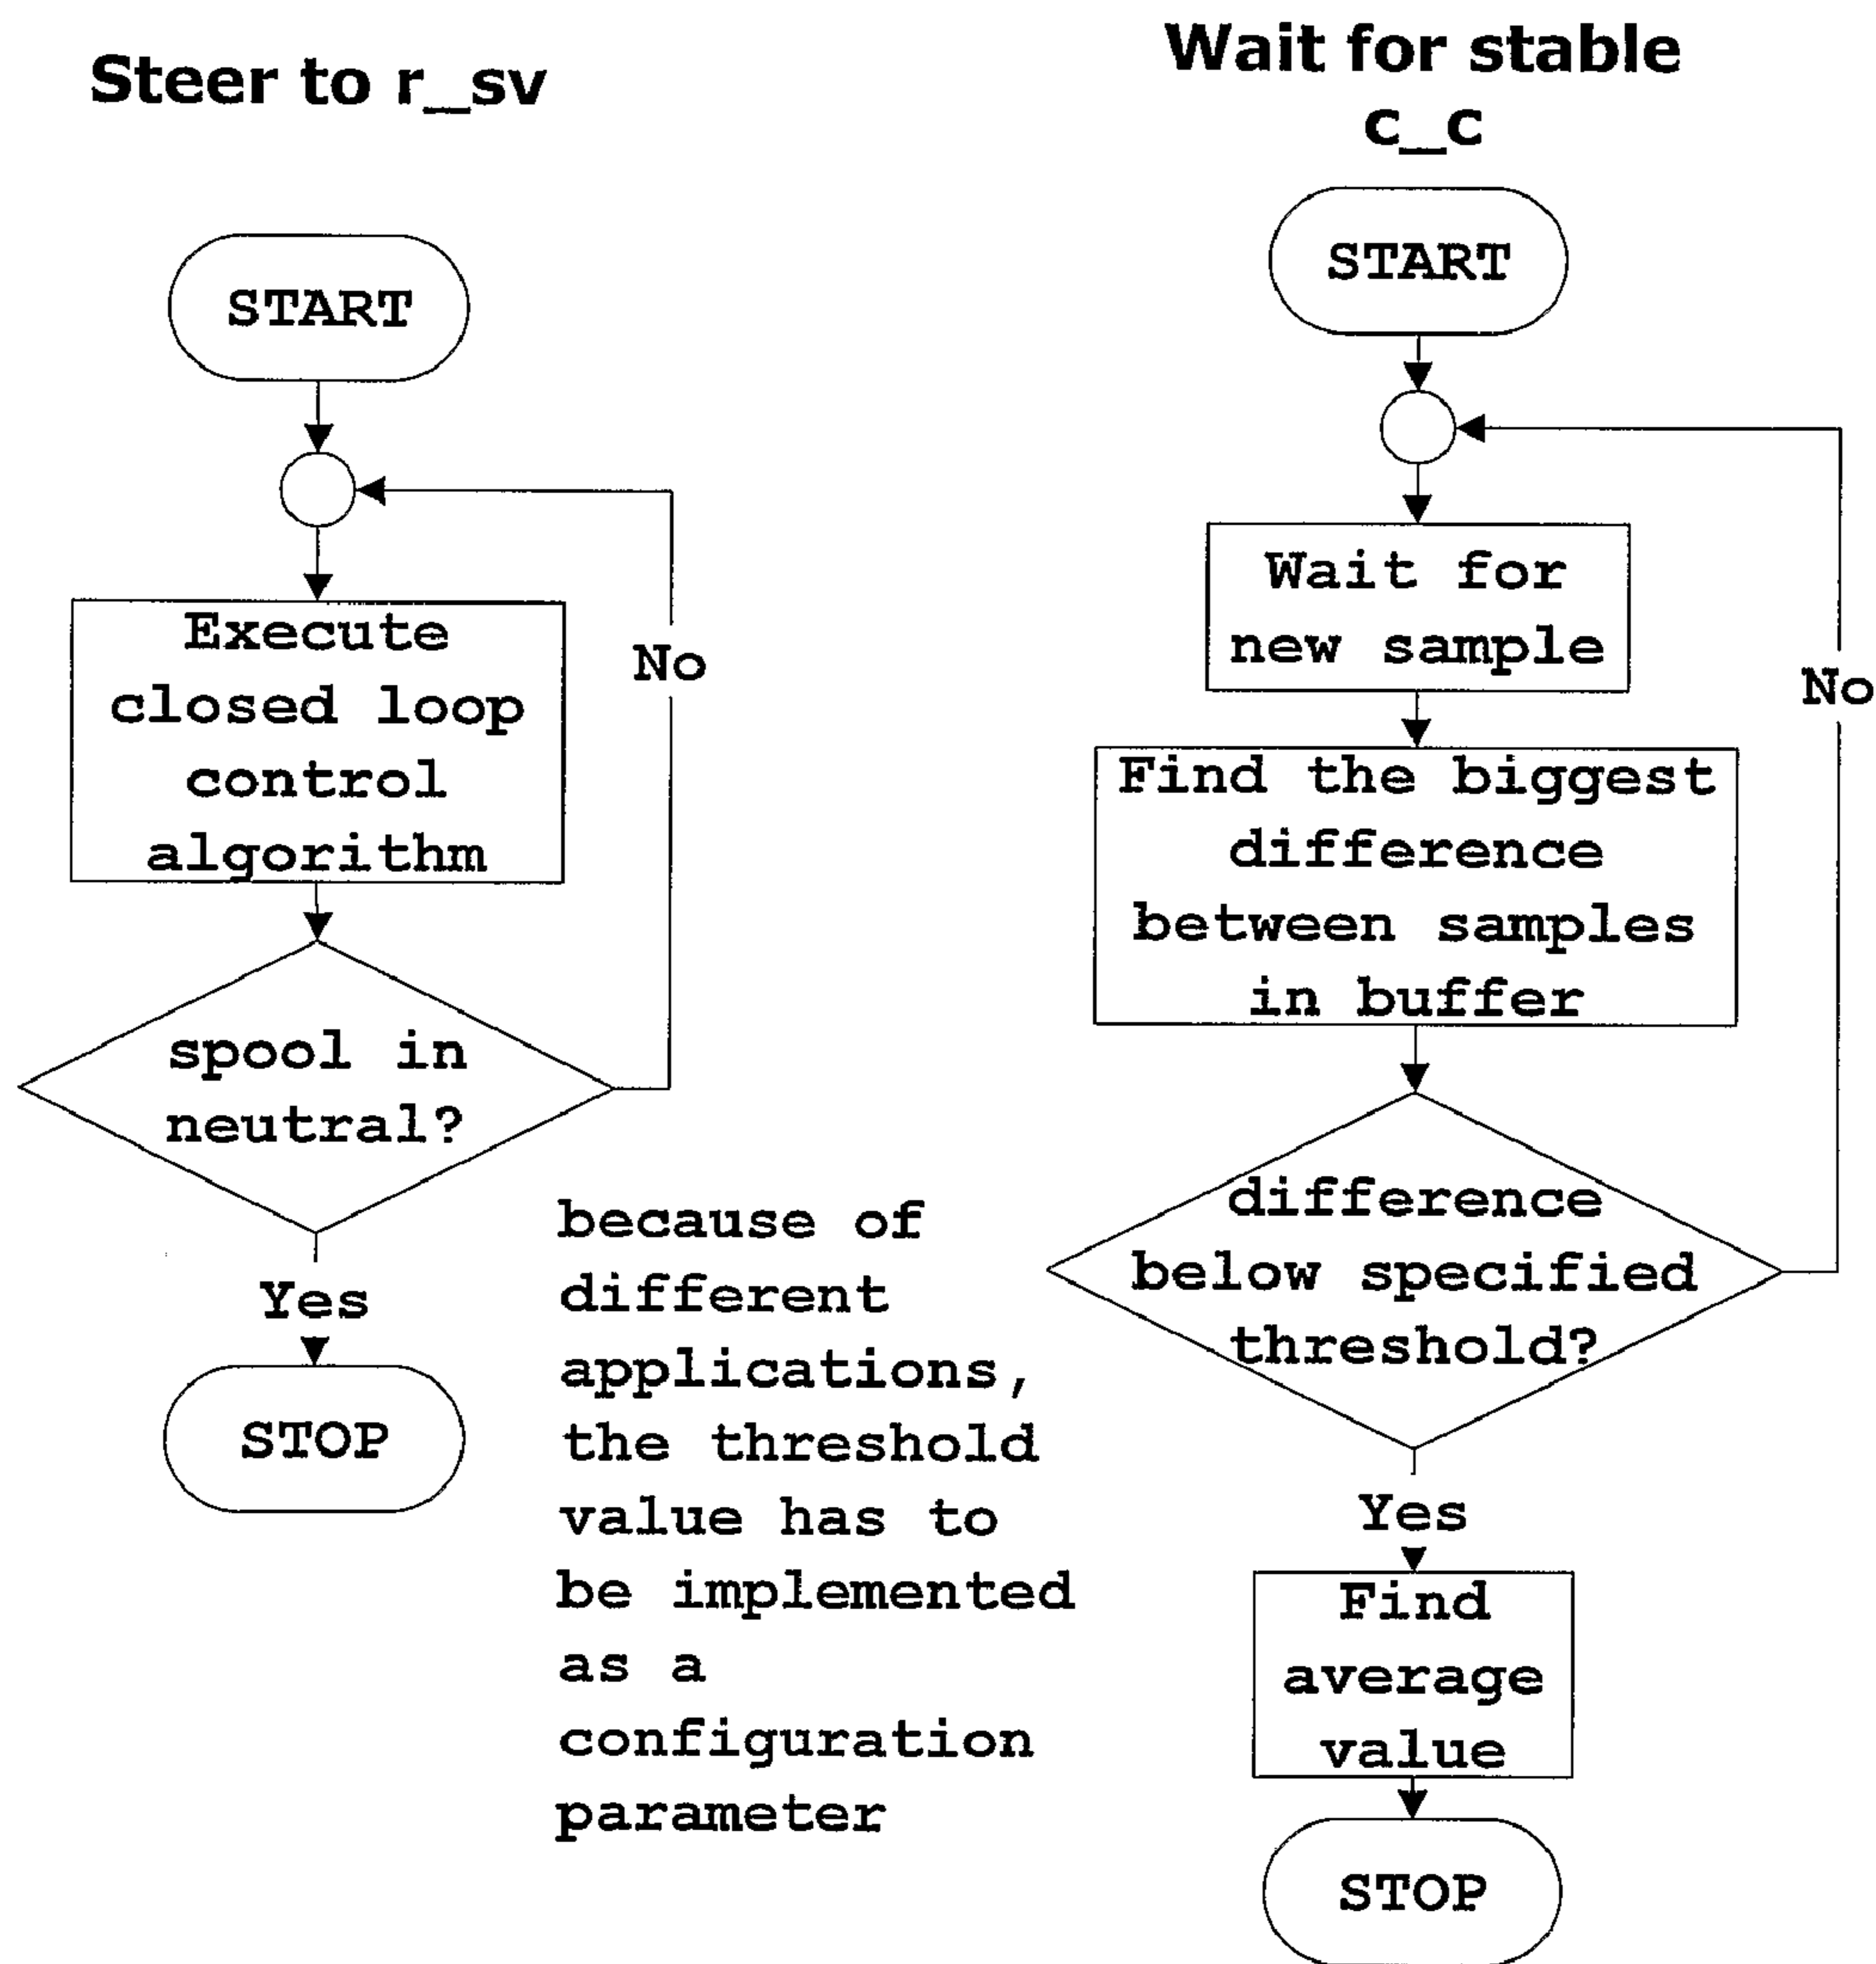 Steer to r_sv
START
Execute
closed loop
control
algorithm
No
spool in
neutral?
Yes
STOP
because of
different
applications,
the threshold
value has to
be implemented
as a
configuration
parameter
Wait for stable
c_c
START
Wait for
new sample
No
Find the biggest
difference
between samples
in buffer
difference
below specified
threshold?
Yes
Find
average
value
STOP